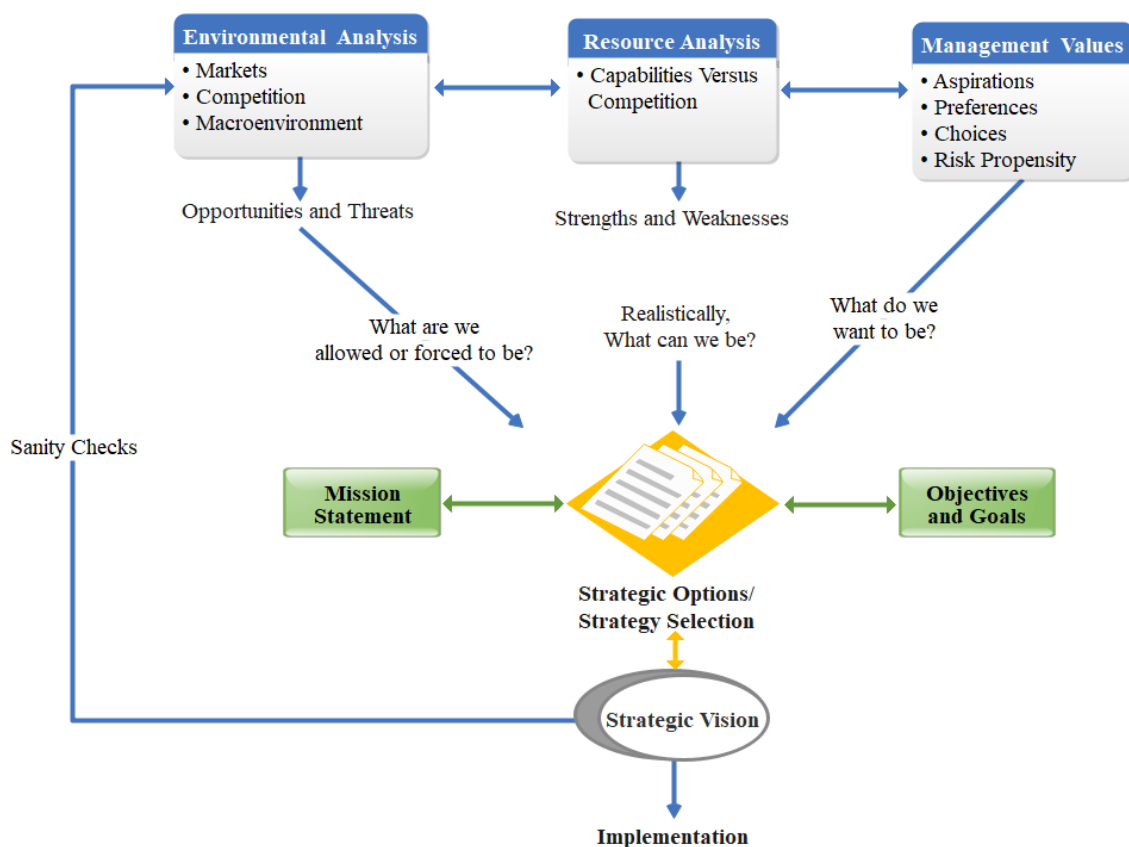 Environmental Analysis
• Markets
• Competition
• Macroenvironment
Resource Analysis
• Capabilities Versus
Competition
Management Values
• Aspirations
• Preferences
• Choices
• Risk Propensity
Opportunities and Threats
Strengths and Weaknesses
What are we
allowed or forced to be?
Realistically,
What can we be?
What do we
want to be?
Sanity Checks
Mission
Statement
Objectives
and Goals
Strategic Options/
Strategy Selection
Strategic Vision
Implementation